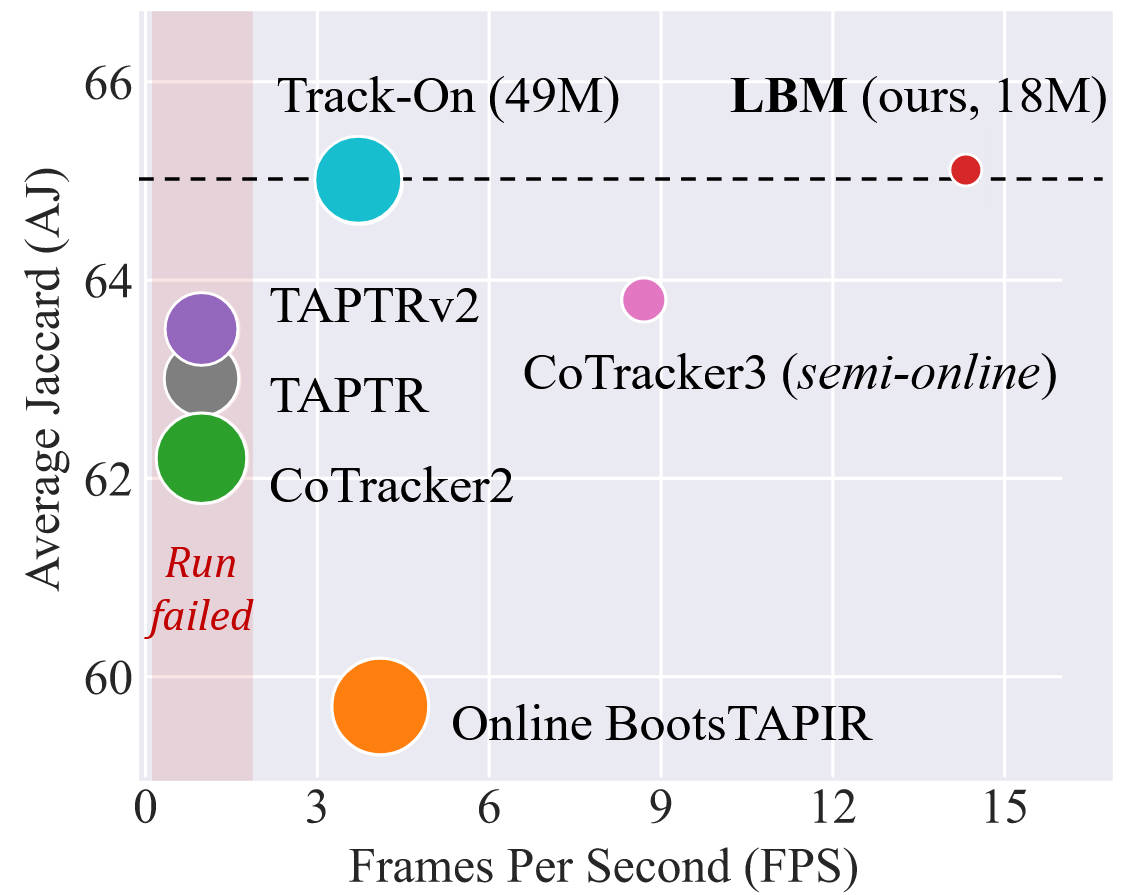 Average Jaccard (AJ)
66
64
62
60
Track-On (49M)
LBM (ours, 18M)
TAPTRv2
CoTracker3 (semi-online)
TAPTR
CoTracker2
Run
failed
Online BootsTAPIR
0 3 6 9 12 15
Frames Per Second (FPS)